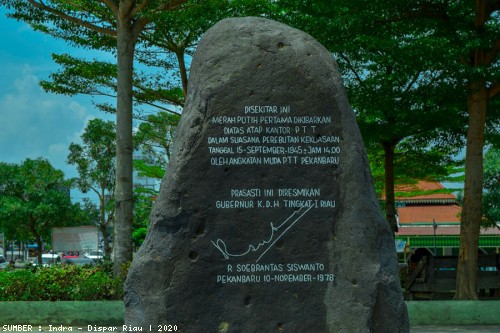 DISEKITAR INI
MERAH PUTIH PERTAMA DIKIBARKAN
DIATAS ATAP KANTOR P T T
DALAM SUASANA PEREBUTAN KEKUASAAN
TANGGAL 15-SEPTEMBER-1945 ± JAM 14.00
OLEH ANGKATAN MUDA PTT PEKANBARU
PRASASTI INI DIRESMIKAN
GUBERNUR K.D.H TINGKAT I RIAU
R SOEBRANTAS SISWANTO
PEKANBARU 10-NOPEMBER-1978
SUMBER : Indra - Dispar Riau | 2020